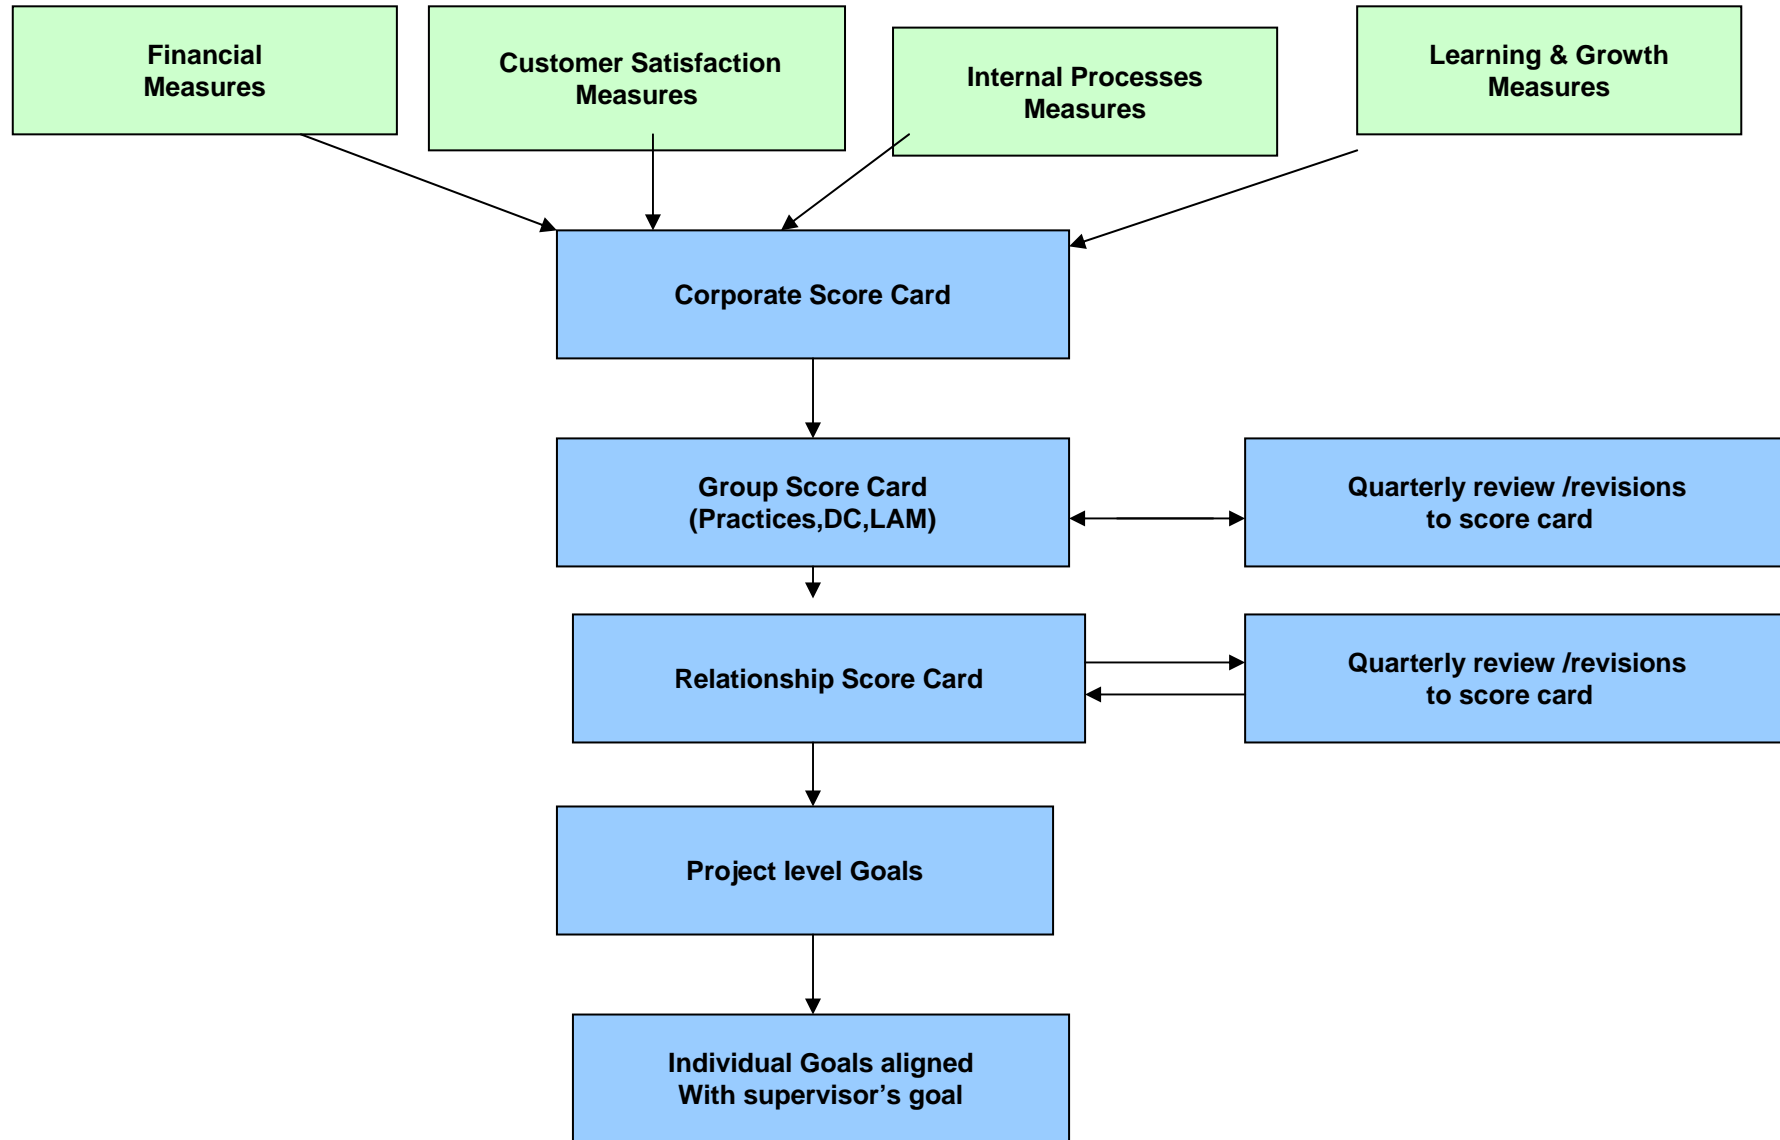 Financial
Measures
Customer Satisfaction
Measures
Internal Processes
Measures
Learning & Growth
Measures
Corporate Score Card
Group Score Card
(Practices,DC,LAM)
Quarterly review /revisions
to score card
Relationship Score Card
Quarterly review /revisions
to score card
Project level Goals
Individual Goals aligned
With supervisor’s goal